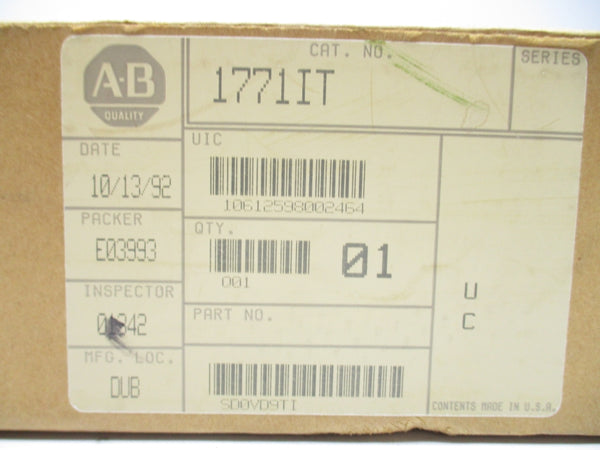 A·B
QUALITY
CAT. NO.
1771IT
SERIES
DATE
10/13/92
PACKER
E03993
INSPECTOR
MFG. LOC.
DUB
UIC
10612598002464
QTY.
001
01
PART NO.
U
C
CONTENTS MADE IN U.S.A.